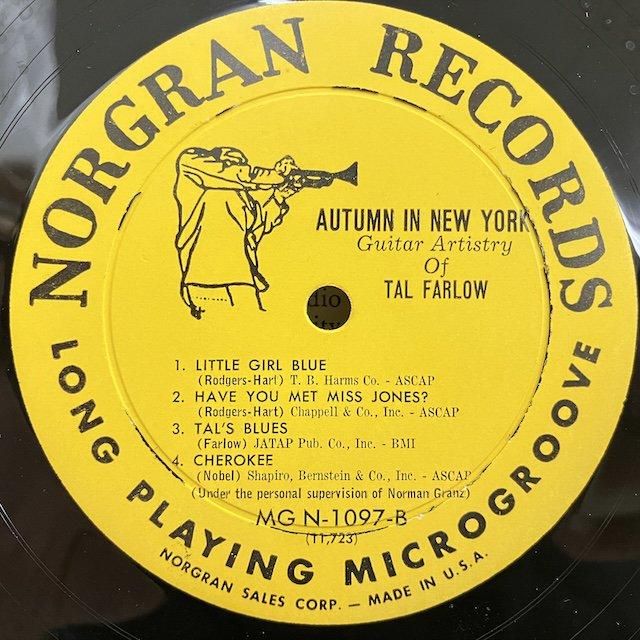 NORGRAN RECORDS
AUTUMN IN NEW YORK
Guitar Artistry
Of
TAL FARLOW
1. LITTLE GIRL BLUE
(Rodgers-Hart) T. B. Harms Co. - ASCAP
2. HAVE YOU MET MISS JONES?
(Rodgers-Hart) Chappell & Co., Inc. - ASCAP
3. TAL'S BLUES
(Farlow) JATAP Pub. Co., Inc. - BMI
4. CHEROKEE
(Nobel) Shapiro, Bernstein & Co., Inc. - ASCAP
(Under the personal supervision of Norman Granz)
MG N-1097-B
(11,723)
LONG PLAYING MICROGROOVE
NORGRAN SALES CORP. — MADE IN U.S.A.